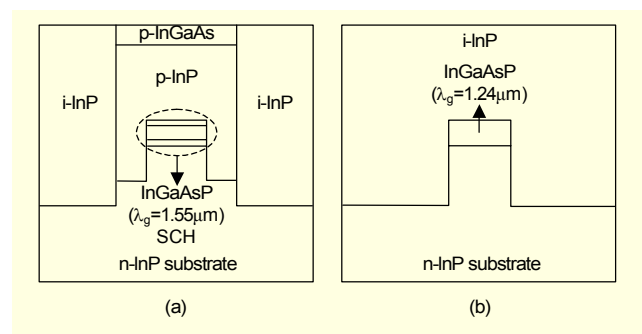 p-InGaAs
p-InP
i-InP
i-InP
InGaAsP
(λg=1.55μm)
SCH
n-InP substrate
(a)
i-InP
InGaAsP
(λg=1.24μm)
n-InP substrate
(b)